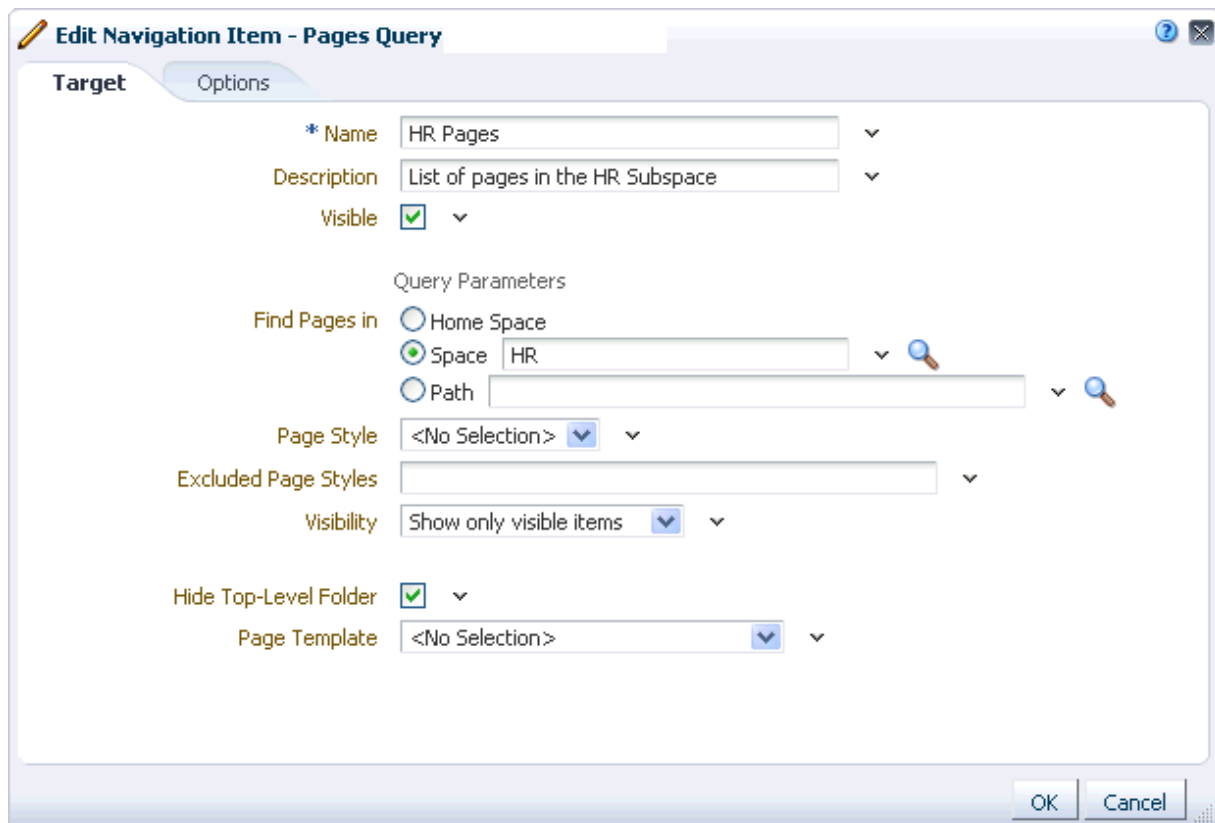 Edit Navigation Item - Pages Query
Target Options
* Name HR Pages
Description List of pages in the HR Subspace
Visible
Query Parameters
Find Pages in Home Space
Space HR
Path
Page Style <No Selection>
Excluded Page Styles
Visibility Show only visible items
Hide Top-Level Folder
Page Template <No Selection>
OK Cancel